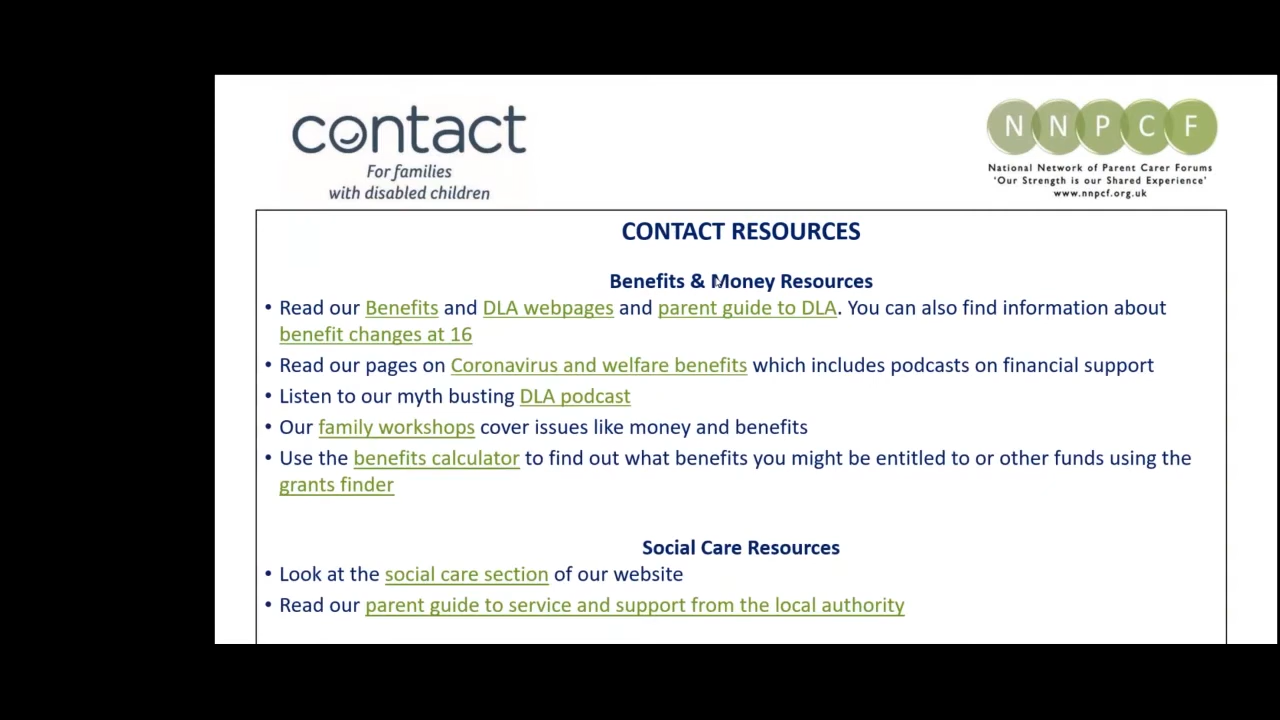 contact
For families
with disabled children
N N P C F
National Network of Parent Carer Forums
'Our Strength is our Shared Experience'
www.nnpcf.org.uk
CONTACT RESOURCES
Benefits & Money Resources
• Read our Benefits and DLA webpages and parent guide to DLA. You can also find information about
benefit changes at 16
• Read our pages on Coronavirus and welfare benefits which includes podcasts on financial support
• Listen to our myth busting DLA podcast
• Our family workshops cover issues like money and benefits
• Use the benefits calculator to find out what benefits you might be entitled to or other funds using the
grants finder
Social Care Resources
• Look at the social care section of our website
• Read our parent guide to service and support from the local authority